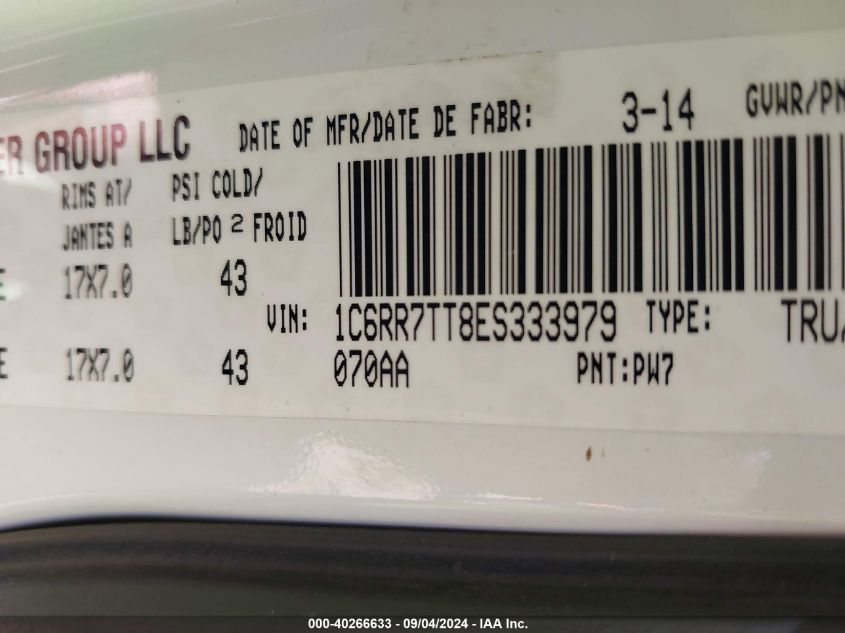 ER GROUP LLC DATE OF MFR/DATE DE FABR: 3-14 GVWR/PN
RIMS AT/ PSI COLD/
JANTES A LB/PO 2 FROID
E 17X7.0 43
VIN: 1C6RR7TT8ES333979 TYPE: TRU
E 17X7.0 43 070AA PNT:PW7
000-40266633 - 09/04/2024 - IAA Inc.